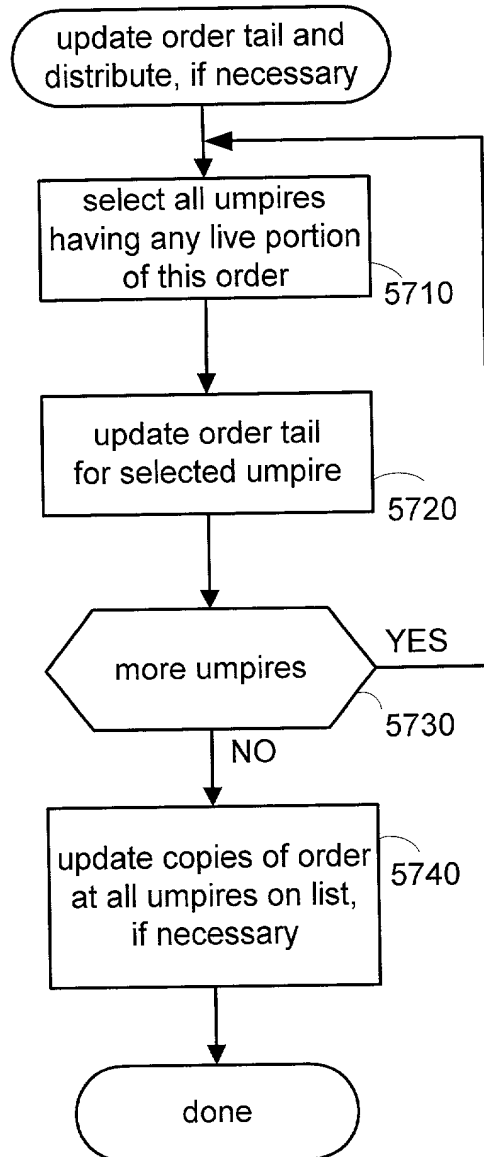 update order tail and
distribute, if necessary
select all umpires
having any live portion
of this order
5710
update order tail
for selected umpire
5720
YES
more umpires
5730
NO
update copies of order
at all umpires on list,
if necessary
5740
done